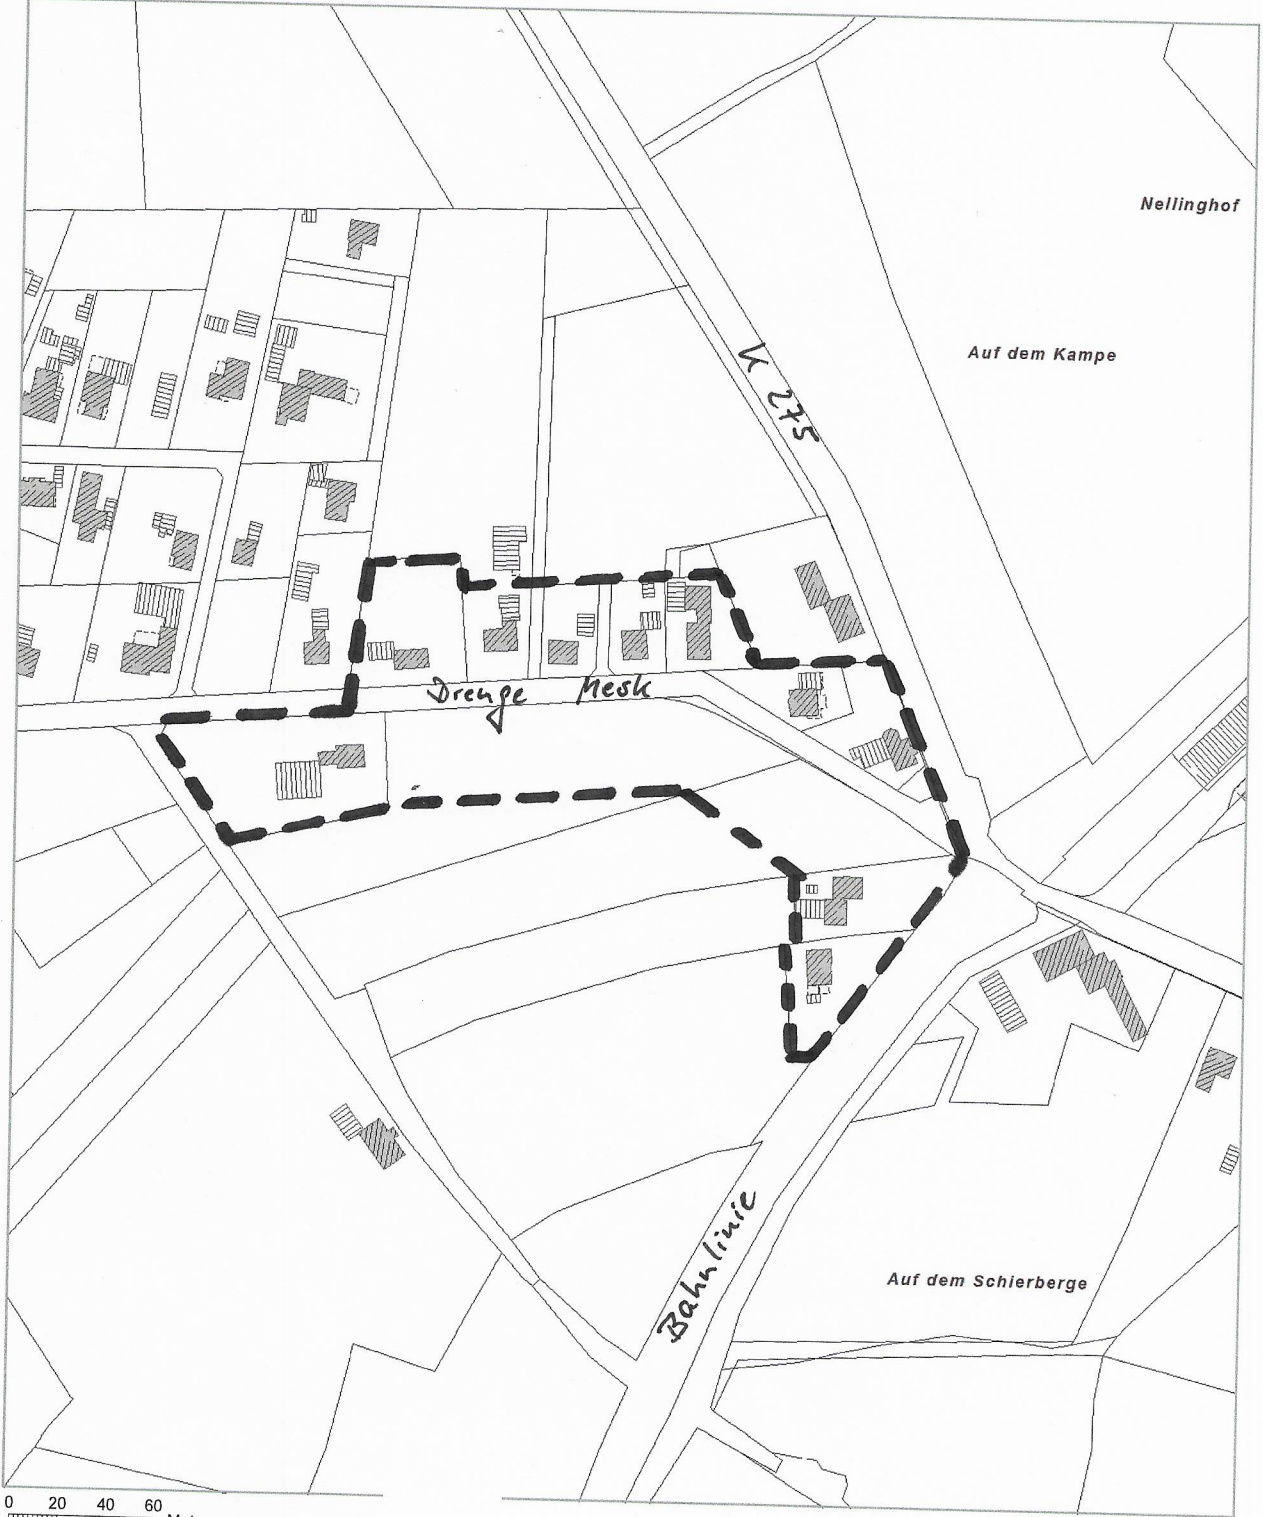 Nellinghof
Auf dem Kampe
K 275
Drenge Mesk
Bahnlinie
Auf dem Schierberge
0 20 40 60